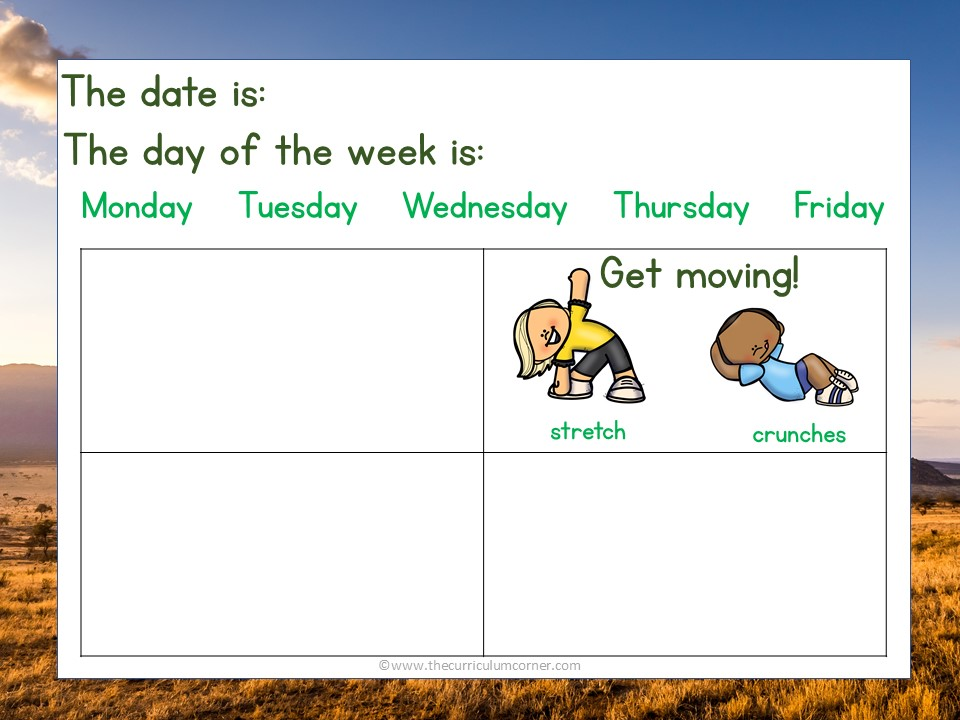 The date is:
The day of the week is:
Monday Tuesday Wednesday Thursday Friday
Get moving!
stretch crunches
©www.thecurriculumcorner.com